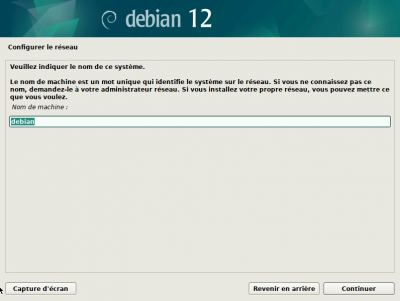 debian 12
Configurer le réseau
Veuillez indiquer le nom de ce système.
Le nom de machine est un mot unique qui identifie le système sur le réseau. Si vous ne connaissez pas ce
nom, demandez-le à votre administrateur réseau. Si vous installez votre propre réseau, vous pouvez mettre ce
que vous voulez.
Nom de machine :
debian
Capture d'écran
Revenir en arrière
Continuer